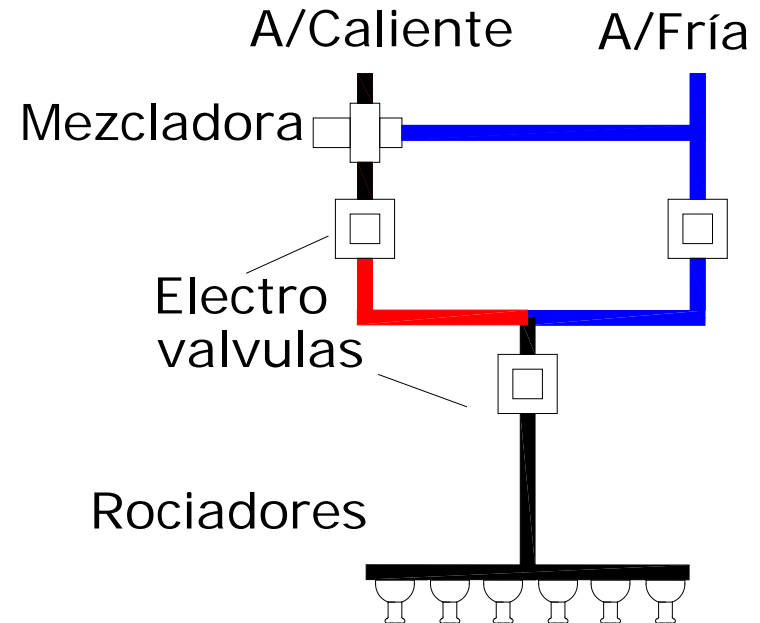 A/Caliente
A/Fría
Mezcladora
Electro
valvulas
Rociadores